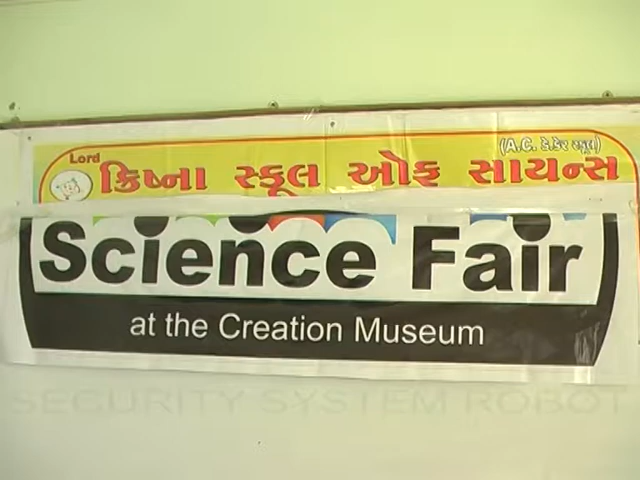 Lord
ક્રિષ્ના સ્કૂલ ઓફ સાયન્સ
(A.C. ડે.કેર સ્કૂલ)
Science Fair
at the Creation Museum
SECURITY SYSTEM ROBOT